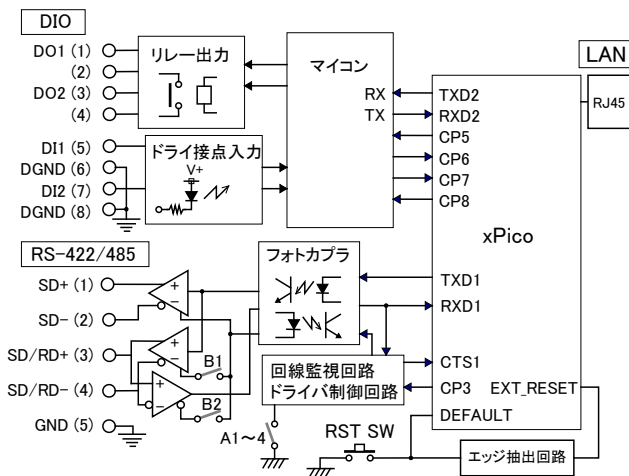 DIO
DO1 (1)
(2)
DO2 (3)
(4)
DI1 (5)
DGND (6)
DI2 (7)
DGND (8)
リレー出力
ドライ接点入力
V+
マイコン
RX
TX
LAN
RJ45
TXD2
RXD2
CP5
CP6
CP7
CP8
xPico
TXD1
RXD1
CTS1
CP3
EXT_RESET
DEFAULT
RS-422/485
SD+ (1)
SD- (2)
SD/RD+ (3)
SD/RD- (4)
GND (5)
+
−
+
−
+
−
B1
B2
フォトカプラ
回線監視回路
ドライバ制御回路
A1～4
RST SW
エッジ抽出回路